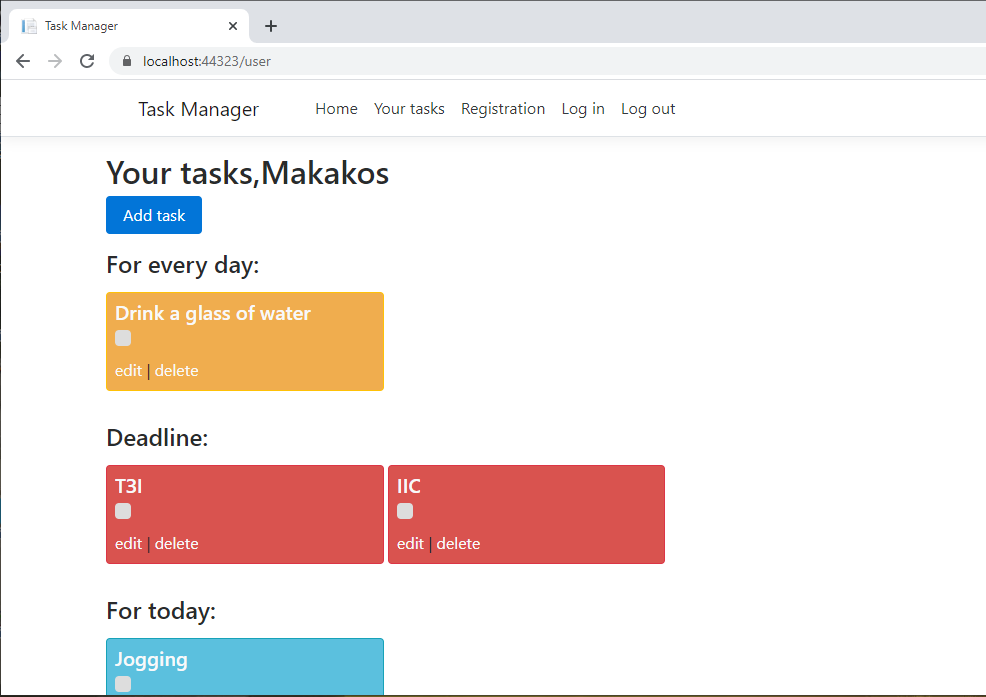 Task Manager
localhost:44323/user
Task Manager Home Your tasks Registration Log in Log out
Your tasks,Makakos
Add task
For every day:
Drink a glass of water
edit | delete
Deadline:
T3I IIC
edit | delete edit | delete
For today:
Jogging